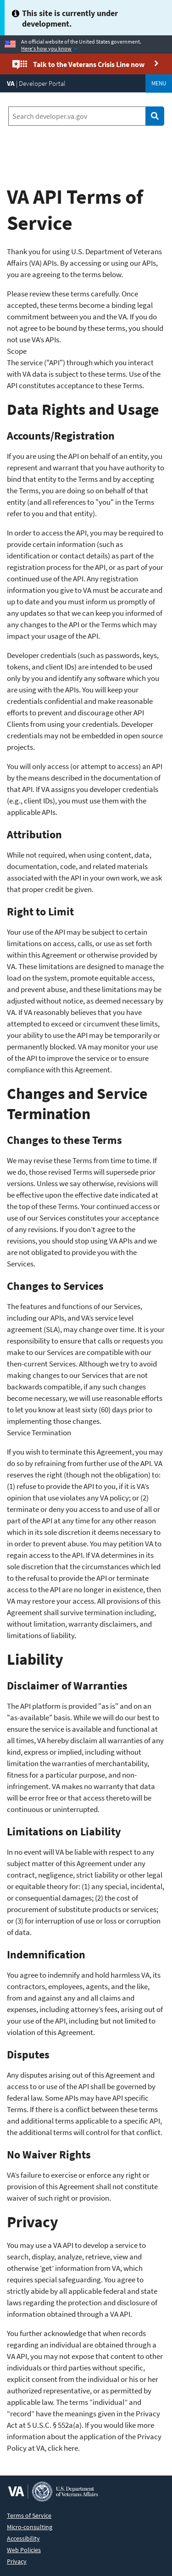 This site is currently under
development.
An official website of the United States government.
Here's how you know
Talk to the Veterans Crisis Line now
VA | Developer Portal
MENU
Search developer.va.gov
VA API Terms of
Service
Thank you for using U.S. Department of Veterans
Affairs (VA) APIs. By accessing or using our APIs,
you are agreeing to the terms below.
Please review these terms carefully. Once
accepted, these terms become a binding legal
commitment between you and the VA. If you do
not agree to be bound by these terms, you should
not use VA’s APIs.
Scope
The service ("API") through which you interact
with VA data is subject to these terms. Use of the
API constitutes acceptance to these Terms.
Data Rights and Usage
Accounts/Registration
If you are using the API on behalf of an entity, you
represent and warrant that you have authority to
bind that entity to the Terms and by accepting
the Terms, you are doing so on behalf of that
entity (and all references to "you" in the Terms
refer to you and that entity).
In order to access the API, you may be required to
provide certain information (such as
identification or contact details) as part of the
registration process for the API, or as part of your
continued use of the API. Any registration
information you give to VA must be accurate and
up to date and you must inform us promptly of
any updates so that we can keep you informed of
any changes to the API or the Terms which may
impact your usage of the API.
Developer credentials (such as passwords, keys,
tokens, and client IDs) are intended to be used
only by you and identify any software which you
are using with the APIs. You will keep your
credentials confidential and make reasonable
efforts to prevent and discourage other API
Clients from using your credentials. Developer
credentials may not be embedded in open source
projects.
You will only access (or attempt to access) an API
by the means described in the documentation of
that API. If VA assigns you developer credentials
(e.g., client IDs), you must use them with the
applicable APIs.
Attribution
While not required, when using content, data,
documentation, code, and related materials
associated with the API in your own work, we ask
that proper credit be given.
Right to Limit
Your use of the API may be subject to certain
limitations on access, calls, or use as set forth
within this Agreement or otherwise provided by
VA. These limitations are designed to manage the
load on the system, promote equitable access,
and prevent abuse, and these limitations may be
adjusted without notice, as deemed necessary by
VA. If VA reasonably believes that you have
attempted to exceed or circumvent these limits,
your ability to use the API may be temporarily or
permanently blocked. VA may monitor your use
of the API to improve the service or to ensure
compliance with this Agreement.
Changes and Service
Termination
Changes to these Terms
We may revise these Terms from time to time. If
we do, those revised Terms will supersede prior
versions. Unless we say otherwise, revisions will
be effective upon the effective date indicated at
the top of these Terms. Your continued access or
use of our Services constitutes your acceptance
of any revisions. If you don’t agree to the
revisions, you should stop using VA APIs and we
are not obligated to provide you with the
Services.
Changes to Services
The features and functions of our Services,
including our APIs, and VA’s service level
agreement (SLA), may change over time. It is your
responsibility to ensure that calls or requests you
make to our Services are compatible with our
then-current Services. Although we try to avoid
making changes to our Services that are not
backwards compatible, if any such changes
become necessary, we will use reasonable efforts
to let you know at least sixty (60) days prior to
implementing those changes.
Service Termination
If you wish to terminate this Agreement, you may
do so by refraining from further use of the API. VA
reserves the right (though not the obligation) to:
(1) refuse to provide the API to you, if it is VA’s
opinion that use violates any VA policy; or (2)
terminate or deny you access to and use of all or
part of the API at any time for any other reason
which in its sole discretion it deems necessary to
in order to prevent abuse. You may petition VA to
regain access to the API. If VA determines in its
sole discretion that the circumstances which led
to the refusal to provide the API or terminate
access to the API are no longer in existence, then
VA may restore your access. All provisions of this
Agreement shall survive termination including,
without limitation, warranty disclaimers, and
limitations of liability.
Liability
Disclaimer of Warranties
The API platform is provided "as is" and on an
"as-available" basis. While we will do our best to
ensure the service is available and functional at
all times, VA hereby disclaim all warranties of any
kind, express or implied, including without
limitation the warranties of merchantability,
fitness for a particular purpose, and non-
infringement. VA makes no warranty that data
will be error free or that access thereto will be
continuous or uninterrupted.
Limitations on Liability
In no event will VA be liable with respect to any
subject matter of this Agreement under any
contract, negligence, strict liability or other legal
or equitable theory for: (1) any special, incidental,
or consequential damages; (2) the cost of
procurement of substitute products or services;
or (3) for interruption of use or loss or corruption
of data.
Indemnification
You agree to indemnify and hold harmless VA, its
contractors, employees, agents, and the like,
from and against any and all claims and
expenses, including attorney’s fees, arising out of
your use of the API, including but not limited to
violation of this Agreement.
Disputes
Any disputes arising out of this Agreement and
access to or use of the API shall be governed by
federal law. Some APIs may have API specific
Terms. If there is a conflict between these terms
and additional terms applicable to a specific API,
the additional terms will control for that conflict.
No Waiver Rights
VA’s failure to exercise or enforce any right or
provision of this Agreement shall not constitute
waiver of such right or provision.
Privacy
You may use a VA API to develop a service to
search, display, analyze, retrieve, view and
otherwise 'get' information from VA, which
requires special safeguarding. You agree to
strictly abide by all applicable federal and state
laws regarding the protection and disclosure of
information obtained through a VA API.
You further acknowledge that when records
regarding an individual are obtained through a
VA API, you may not expose that content to other
individuals or third parties without specific,
explicit consent from the individual or his or her
authorized representative, or as permitted by
applicable law. The terms “individual” and
“record” have the meanings given in the Privacy
Act at 5 U.S.C. § 552a(a). If you would like more
information about the application of the Privacy
Policy at VA, click here.
VA
U.S. Department
of Veterans Affairs
Terms of Service
Micro-consulting
Accessibility
Web Policies
Privacy